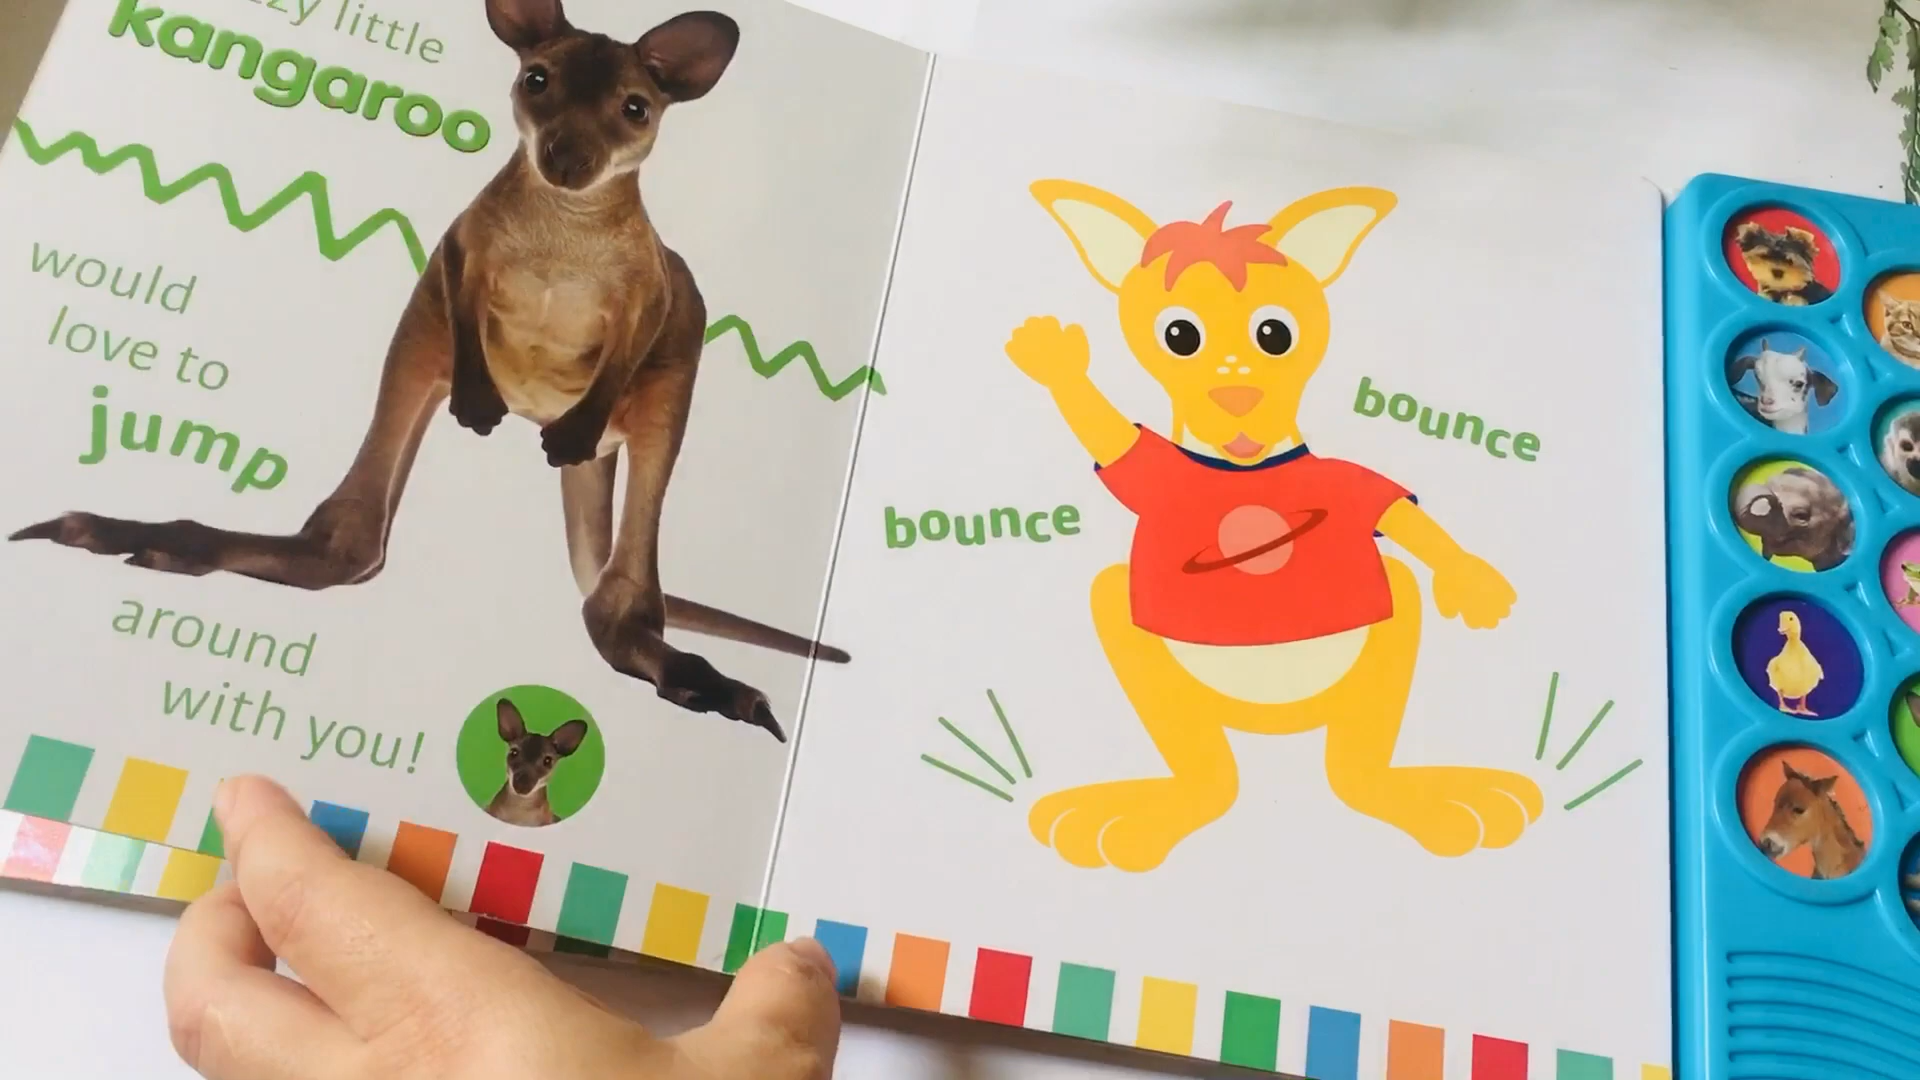 little
kangaroo
would
love to
jump
around
with you!
bounce
bounce